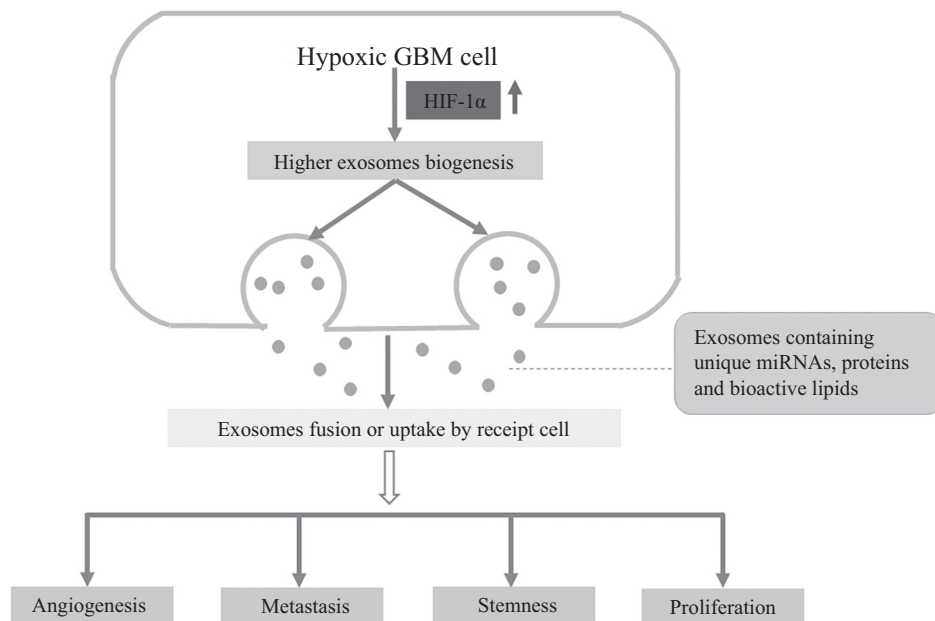 Hypoxic GBM cell
HIF-1α
Higher exosomes biogenesis
Exosomes containing
unique miRNAs, proteins
and bioactive lipids
Exosomes fusion or uptake by receipt cell
Angiogenesis
Metastasis
Stemness
Proliferation